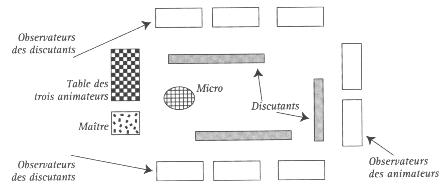 Observateurs
des discutants
Table des
trois animateurs
Micro
Discutants
Maître
Observateurs
des discutants
Observateurs
des animateurs